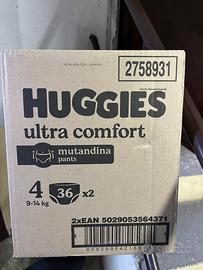 2758931
HUGGIES
ultra comfort
mutandina
pants
4
36 x2
9-14 kg
2xEAN 5029053564371